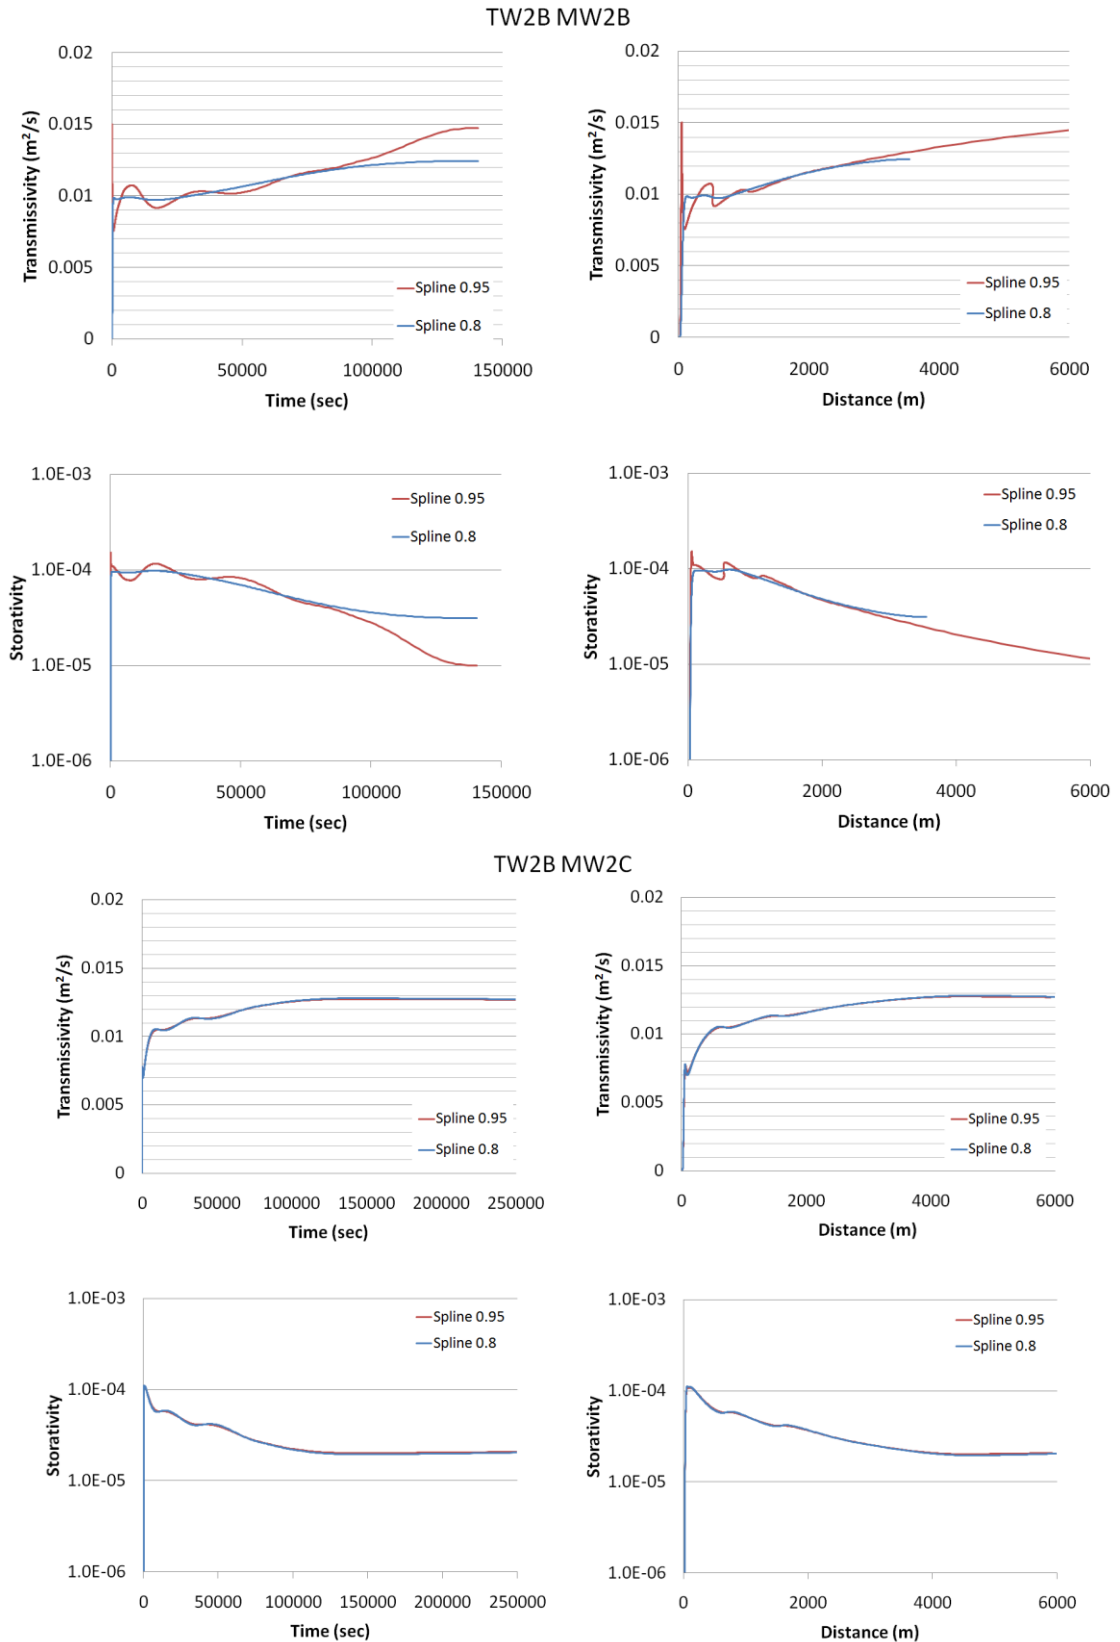 TW2B MW2B
0.02
0.015
0.01
0.005
0
Transmissivity (m²/s)
Spline 0.95
Spline 0.8
0 50000 100000 150000
Time (sec)
0.02
0.015
0.01
0.005
0
Transmissivity (m²/s)
Spline 0.95
Spline 0.8
0 2000 4000 6000
Distance (m)
1.0E-03
1.0E-04
1.0E-05
1.0E-06
Storativity
Spline 0.95
Spline 0.8
0 50000 100000 150000
Time (sec)
1.0E-03
1.0E-04
1.0E-05
1.0E-06
Storativity
Spline 0.95
Spline 0.8
0 2000 4000 6000
Distance (m)
TW2B MW2C
0.02
0.015
0.01
0.005
0
Transmissivity (m²/s)
Spline 0.95
Spline 0.8
0 50000 100000 150000 200000 250000
Time (sec)
0.02
0.015
0.01
0.005
0
Transmissivity (m²/s)
Spline 0.95
Spline 0.8
0 2000 4000 6000
Distance (m)
1.0E-03
1.0E-04
1.0E-05
1.0E-06
Storativity
Spline 0.95
Spline 0.8
0 50000 100000 150000 200000 250000
Time (sec)
1.0E-03
1.0E-04
1.0E-05
1.0E-06
Storativity
Spline 0.95
Spline 0.8
0 2000 4000 6000
Distance (m)